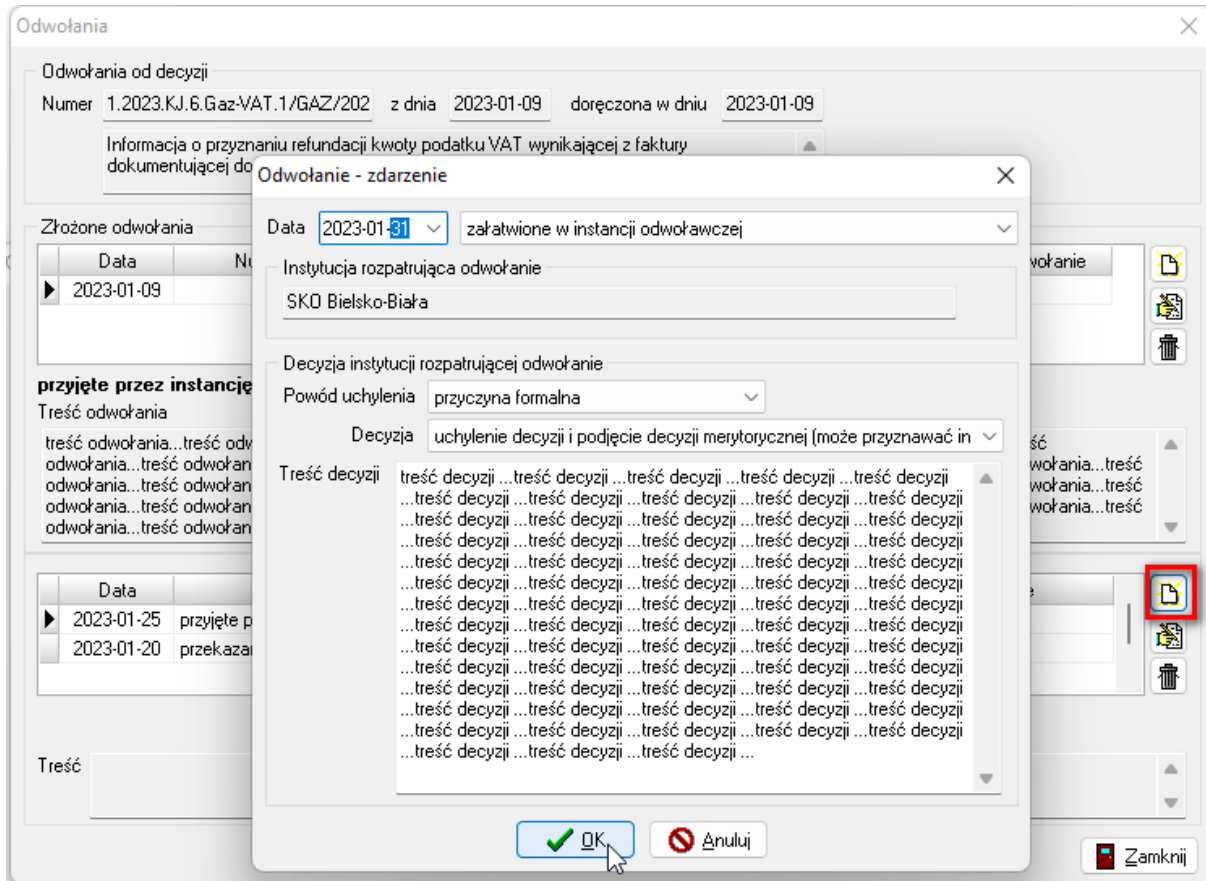 Odwołania
Odwołania od decyzji
Numer 1.2023.KJ.6.Gaz-VAT.1/GAZ/202 z dnia 2023-01-09 doręczona w dniu 2023-01-09
Informacja o przyznaniu refundacji kwoty podatku VAT wynikającej z faktury
dokumentującej do
Złożone odwołania
Data
2023-01-09
przyjęte przez instancję
Treść odwołania
treść odwołania...treść odw
odwołania...treść odwołan
odwołania...treść odwołan
odwołania...treść odwołan
odwołania...treść odwołan
Data
2023-01-25 przyjęte p
2023-01-20 przekaza
Treść
Odwołanie - zdarzenie
Data 2023-01-31 załatwione w instancji odwoławczej
Instytucja rozpatrująca odwołanie
SKO Bielsko-Biała
Decyzja instytucji rozpatrującej odwołanie
Powód uchylenia przyczyna formalna
Decyzja uchylenie decyzji i podjęcie decyzji merytorycznej (może przyznawać in
Treść decyzji treść decyzji ...treść decyzji ...treść decyzji ...treść decyzji ...treść decyzji
...treść decyzji ...treść decyzji ...treść decyzji ...treść decyzji ...treść decyzji
...treść decyzji ...treść decyzji ...treść decyzji ...treść decyzji ...treść decyzji
...treść decyzji ...treść decyzji ...treść decyzji ...treść decyzji ...treść decyzji
...treść decyzji ...treść decyzji ...treść decyzji ...treść decyzji ...treść decyzji
...treść decyzji ...treść decyzji ...treść decyzji ...treść decyzji ...treść decyzji
...treść decyzji ...treść decyzji ...treść decyzji ...treść decyzji ...treść decyzji
...treść decyzji ...treść decyzji ...treść decyzji ...treść decyzji ...treść decyzji
...treść decyzji ...treść decyzji ...treść decyzji ...treść decyzji ...treść decyzji
...treść decyzji ...treść decyzji ...treść decyzji ...treść decyzji ...treść decyzji
...treść decyzji ...treść decyzji ...treść decyzji ...treść decyzji ...treść decyzji
...treść decyzji ...treść decyzji ...treść decyzji ...treść decyzji ...treść decyzji
...treść decyzji ...treść decyzji ...treść decyzji ...treść decyzji ...treść decyzji
...treść decyzji ...treść decyzji ...treść decyzji ...
OK Anuluj
wołanie
ść
wołania...treść
wołania...treść
wołania...treść
Zamknij